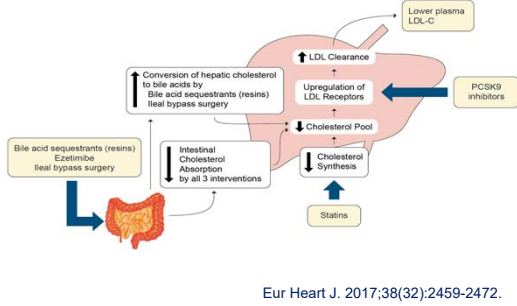 Lower plasma
LDL-C
LDL Clearance
Conversion of hepatic cholesterol
to bile acids by
Bile acid sequestrants (resins)
Ileal bypass surgery
Upregulation of
LDL Receptors
PCSK9
inhibitors
Cholesterol Pool
Bile acid sequestrants (resins)
Ezetimibe
Ileal bypass surgery
Intestinal
Cholesterol
Absorption
by all 3 interventions
Cholesterol
Synthesis
Statins
Eur Heart J. 2017;38(32):2459-2472.